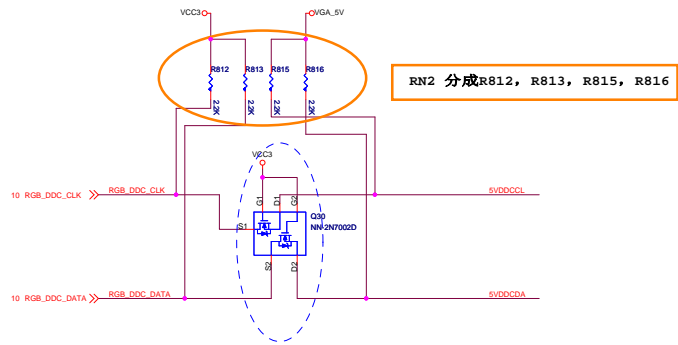 VCC3
VGA_5V
R812
R813
R815
R816
2.2K
2.2K
2.2K
2.2K
RN2 分成R812, R813, R815, R816
VCC3
10 RGB_DDC_CLK
RGB_DDC_CLK
5VDDCCL
G1
D1
G2
S1
Q30
NN-2N7002D
S2
D2
10 RGB_DDC_DATA
RGB_DDC_DATA
5VDDCDA